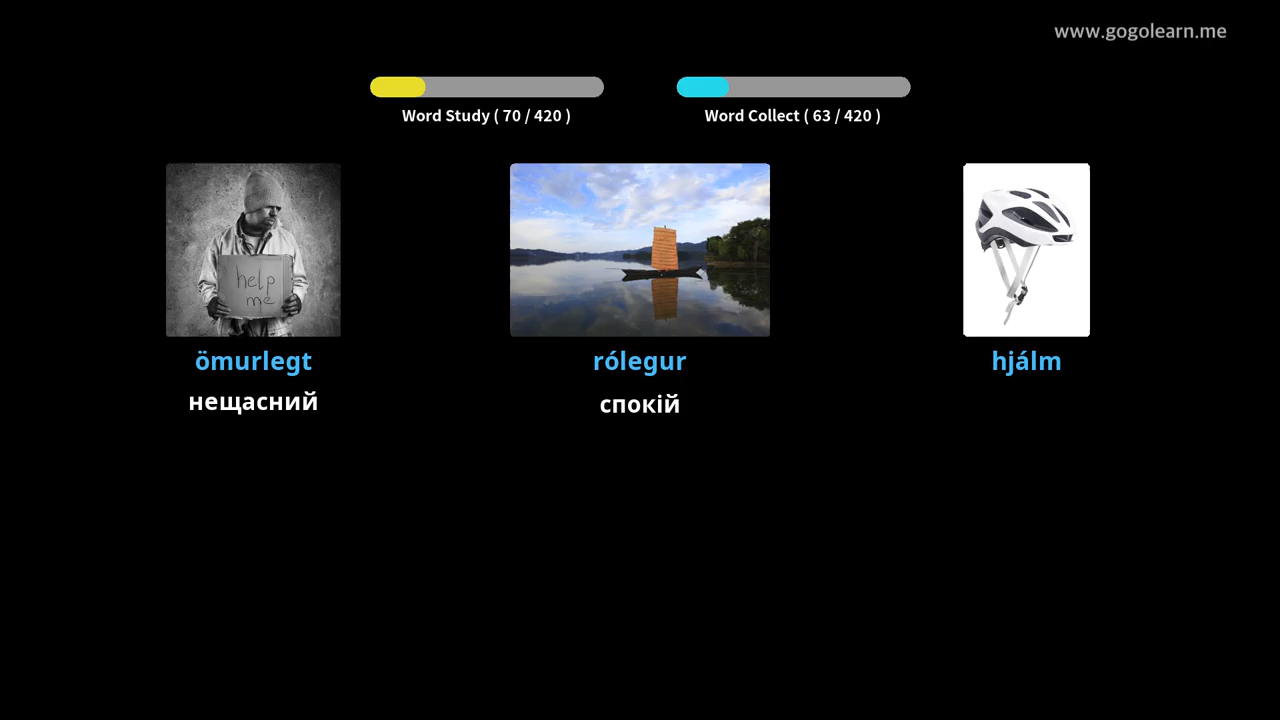 www.gogolearn.me
Word Study ( 70 / 420 )
Word Collect ( 63 / 420 )
help
me
ömurlegt
rólegur
hjálm
нещасний
спокій